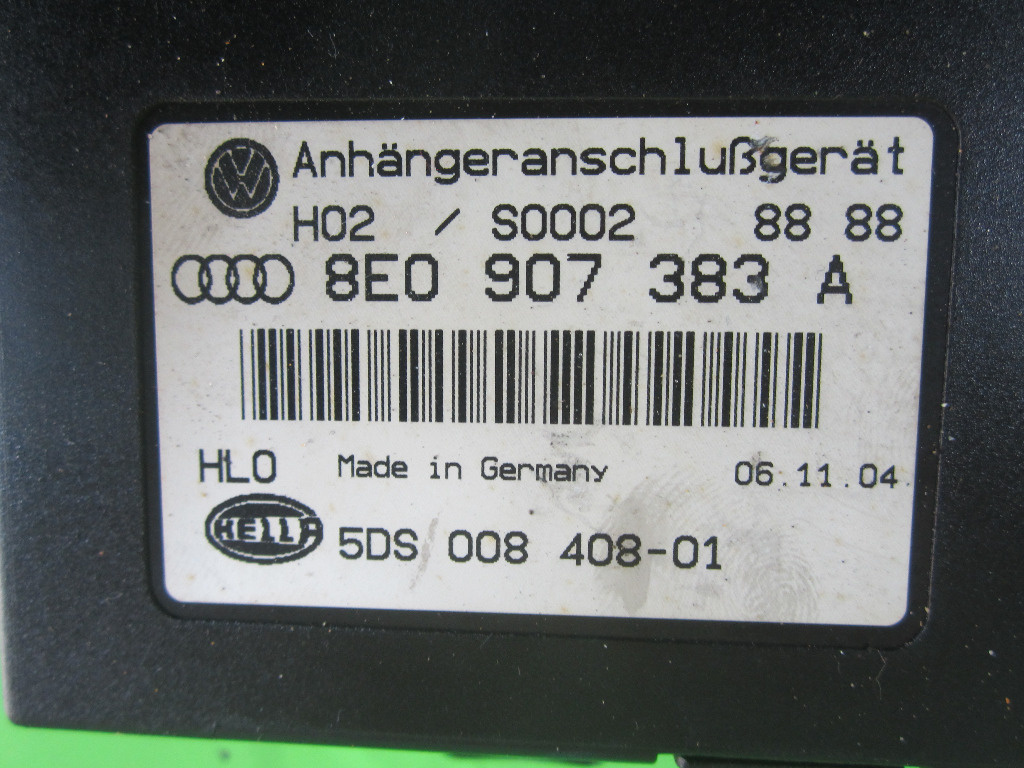 Anhängeranschlußgerät
H02 / S0002 88 88
8E0 907 383 A
HLO Made in Germany 06.11.04
HELLA 5DS 008 408-01